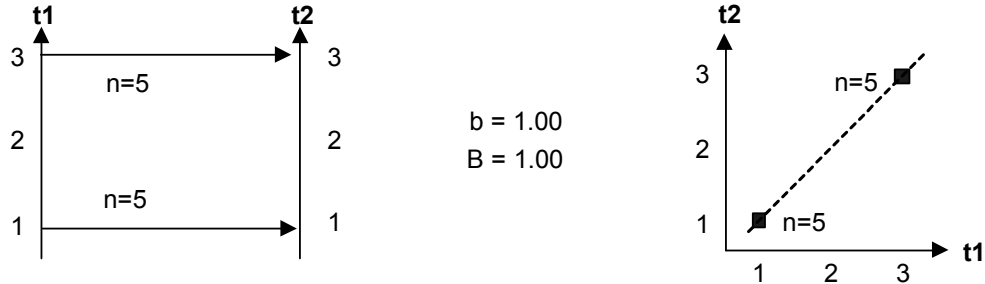 t1 t2
3 3
n=5
2 2
n=5
1 1
b = 1.00
B = 1.00
t2
3
n=5
2
1
n=5
t1
1 2 3